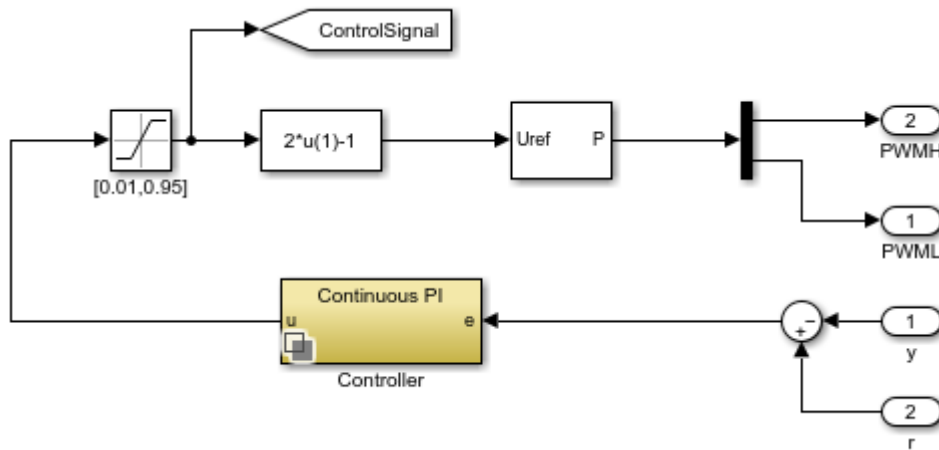 ControlSignal
[0.01,0.95]
2*u(1)-1
Uref P
2
PWMH
1
PWML
Continuous PI
u e
Controller
− +
1
y
2
r